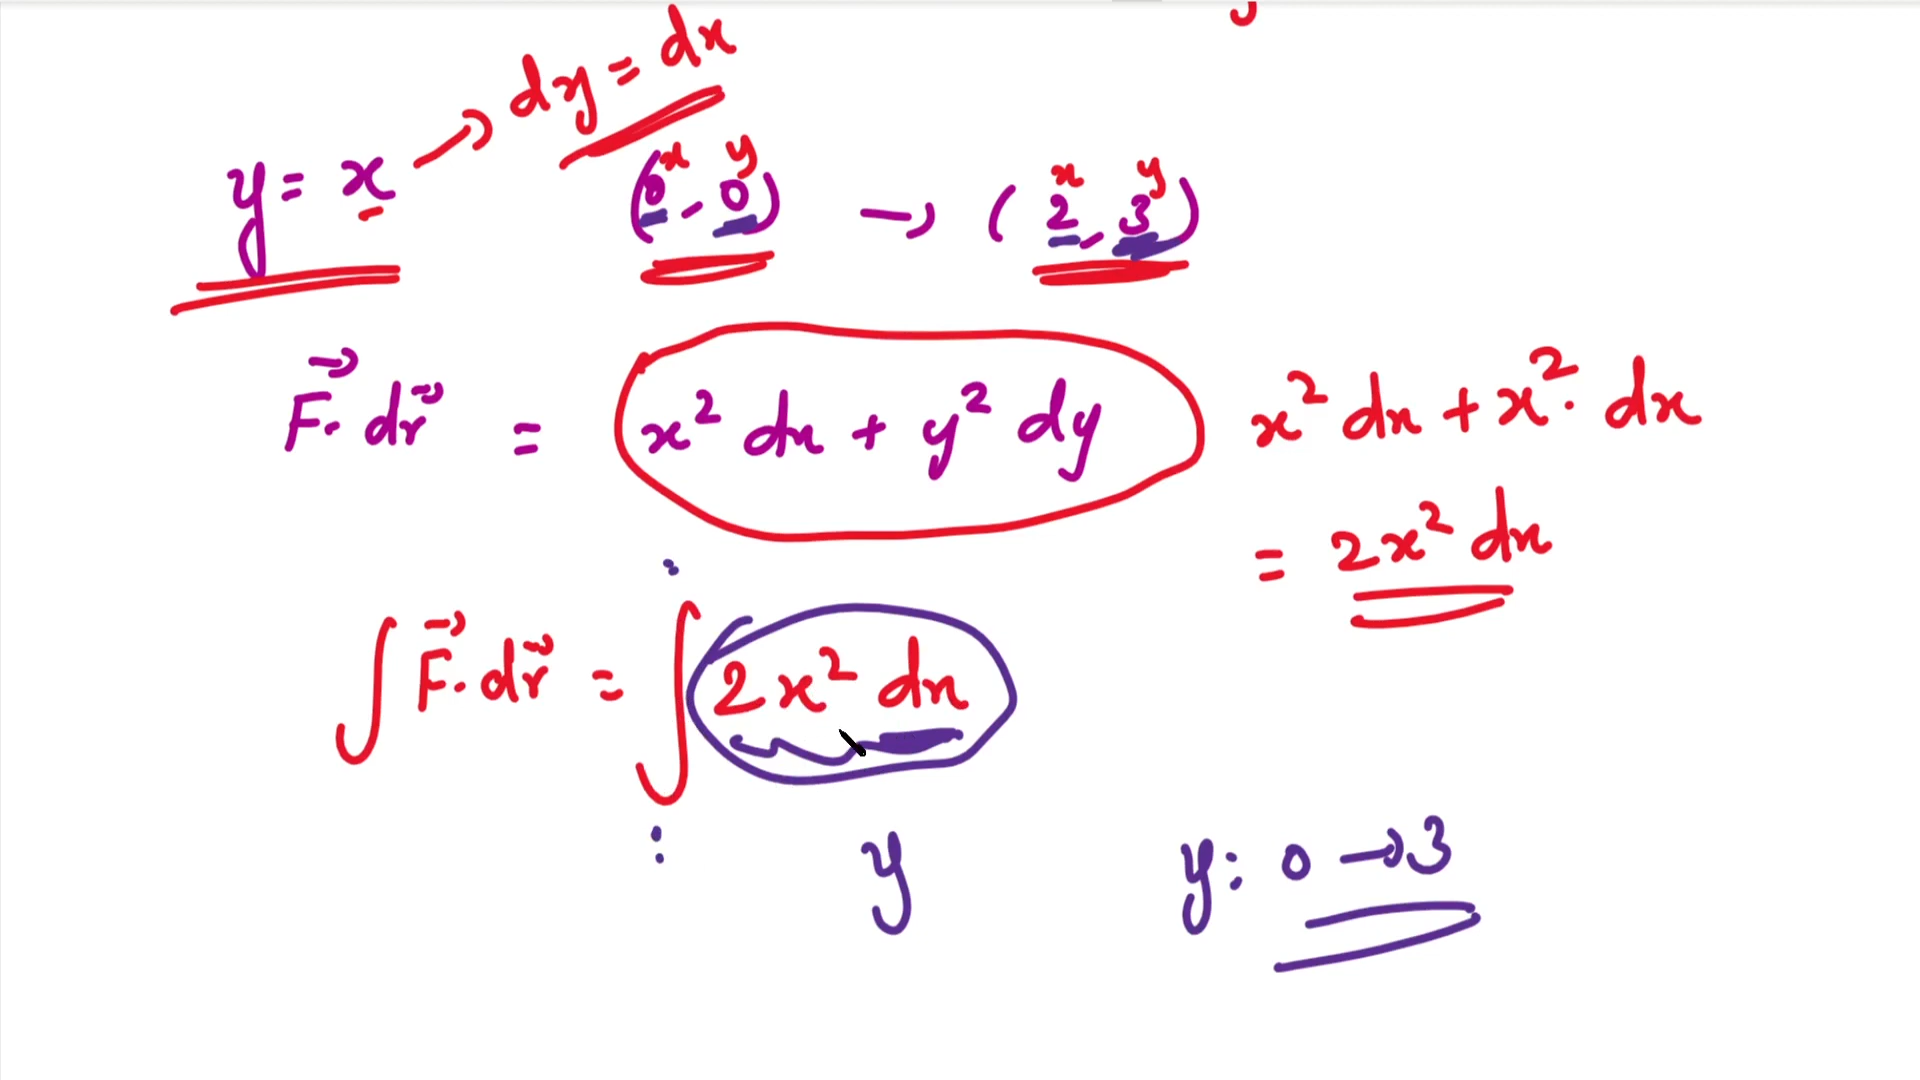 y = x → dy = dx
(0, 0) → (2, 3)
x y x y
F⃗. dr⃗ = x² dx + y² dy
x² dx + x². dx
= 2x² dx
∫ F⃗. dr⃗ = ∫ 2x² dx
y
y: 0 → 3